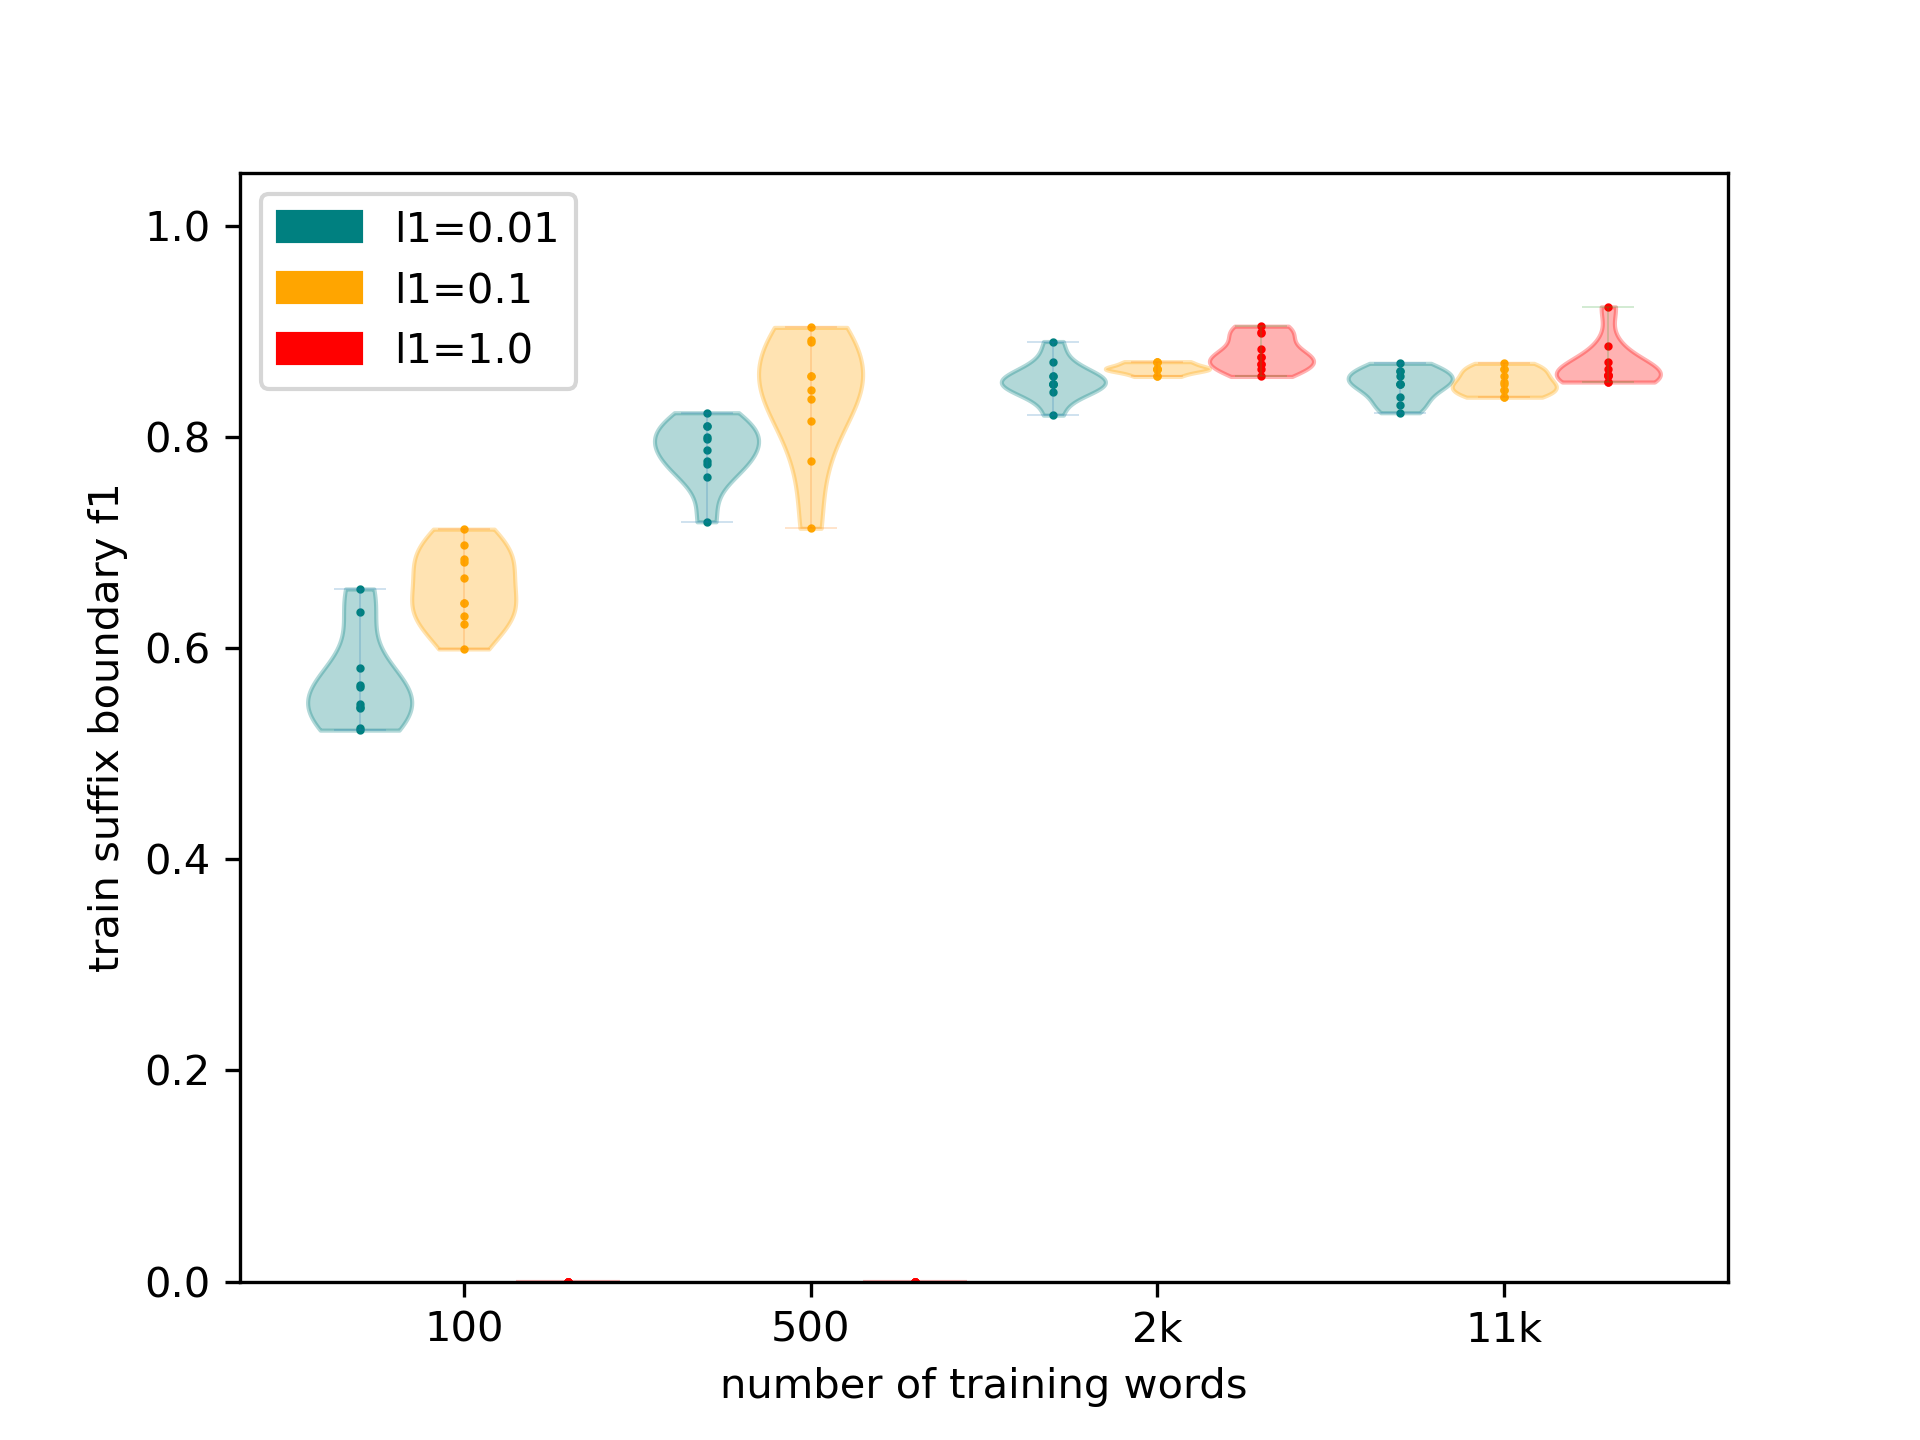 l1=0.01
l1=0.1
l1=1.0
1.0
0.8
0.6
0.4
0.2
0.0
train suffix boundary f1
100 500 2k 11k
number of training words